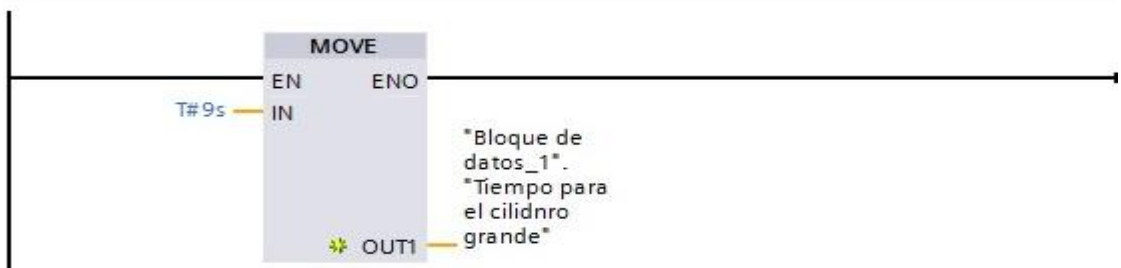 MOVE
EN ENO
T#9s IN
"Bloque de
datos_1".
"Tiempo para
el cilidnro
grande"
OUT1